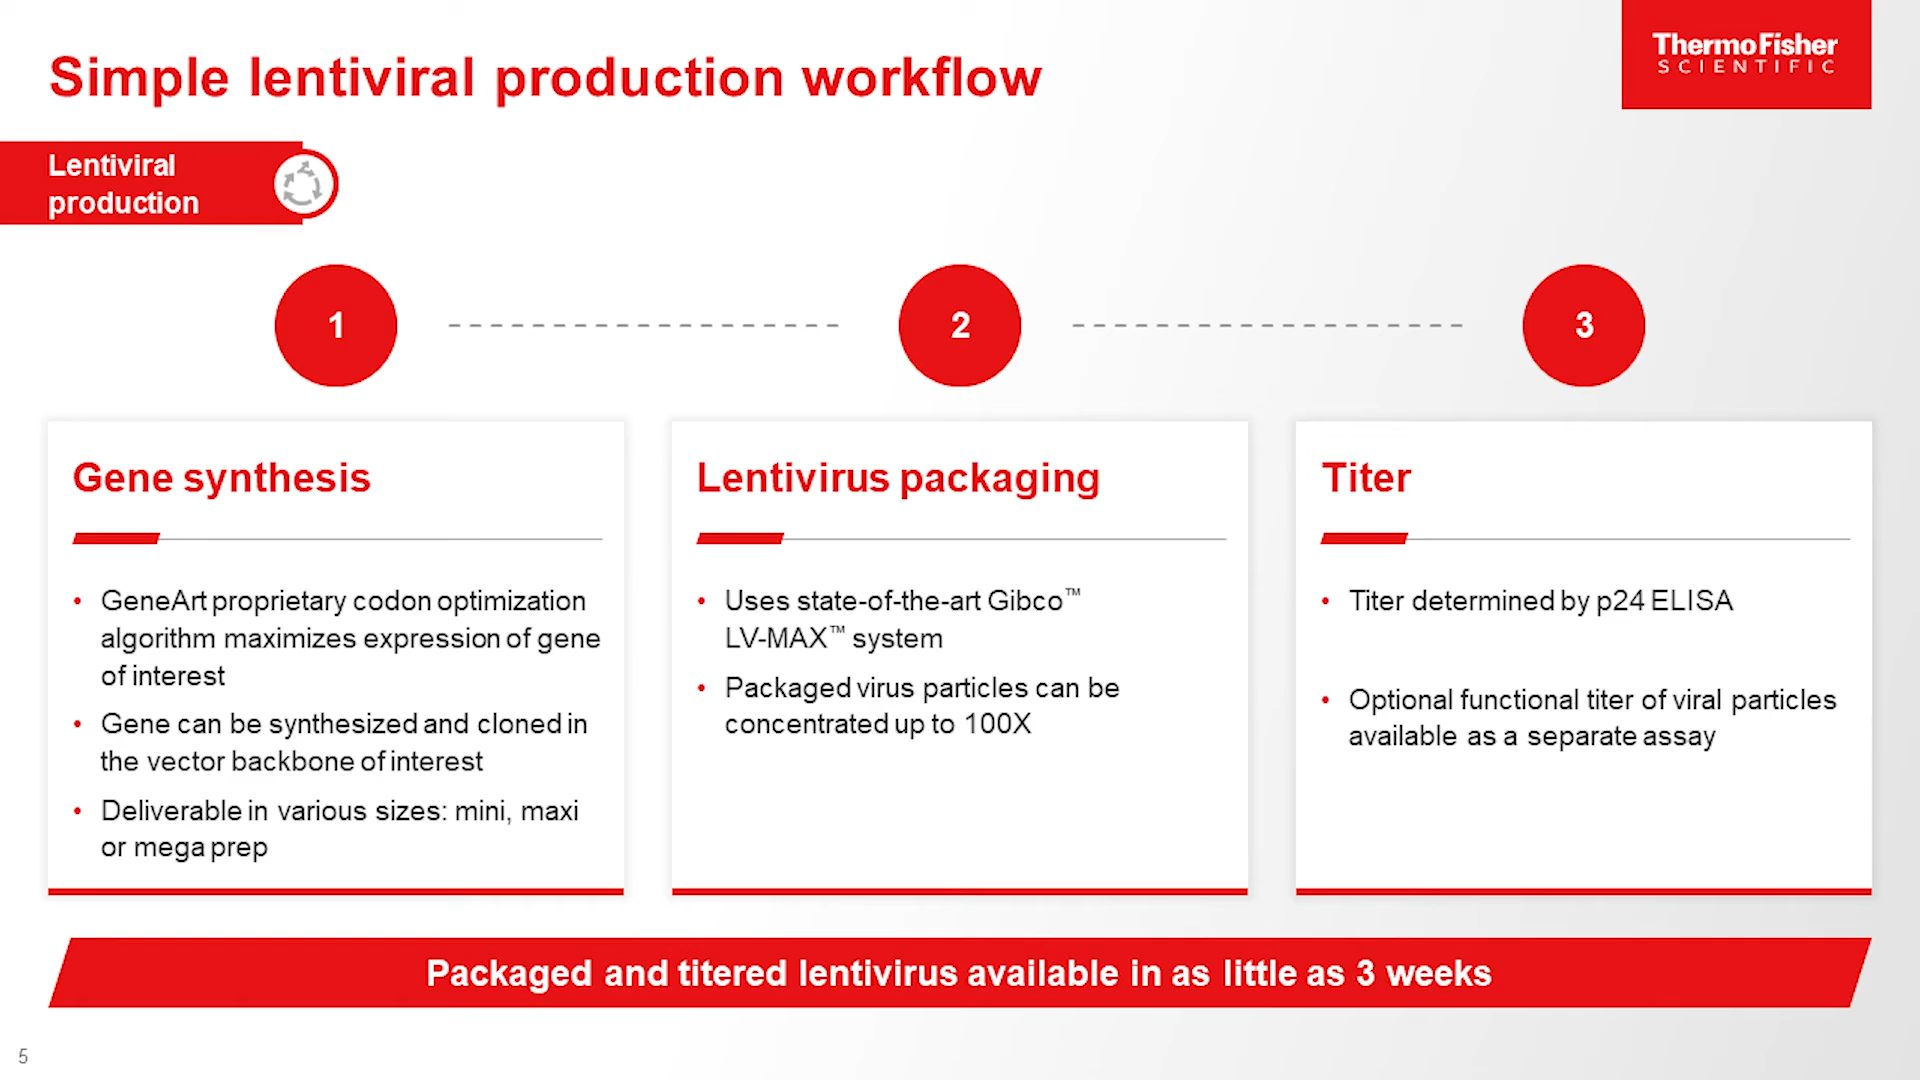 Simple lentiviral production workflow
ThermoFisher
SCIENTIFIC
Lentiviral
production
1
2
3
Gene synthesis
• GeneArt proprietary codon optimization
algorithm maximizes expression of gene
of interest
• Gene can be synthesized and cloned in
the vector backbone of interest
• Deliverable in various sizes: mini, maxi
or mega prep
Lentivirus packaging
• Uses state-of-the-art Gibco™
LV-MAX™ system
• Packaged virus particles can be
concentrated up to 100X
Titer
• Titer determined by p24 ELISA
• Optional functional titer of viral particles
available as a separate assay
Packaged and titered lentivirus available in as little as 3 weeks
5